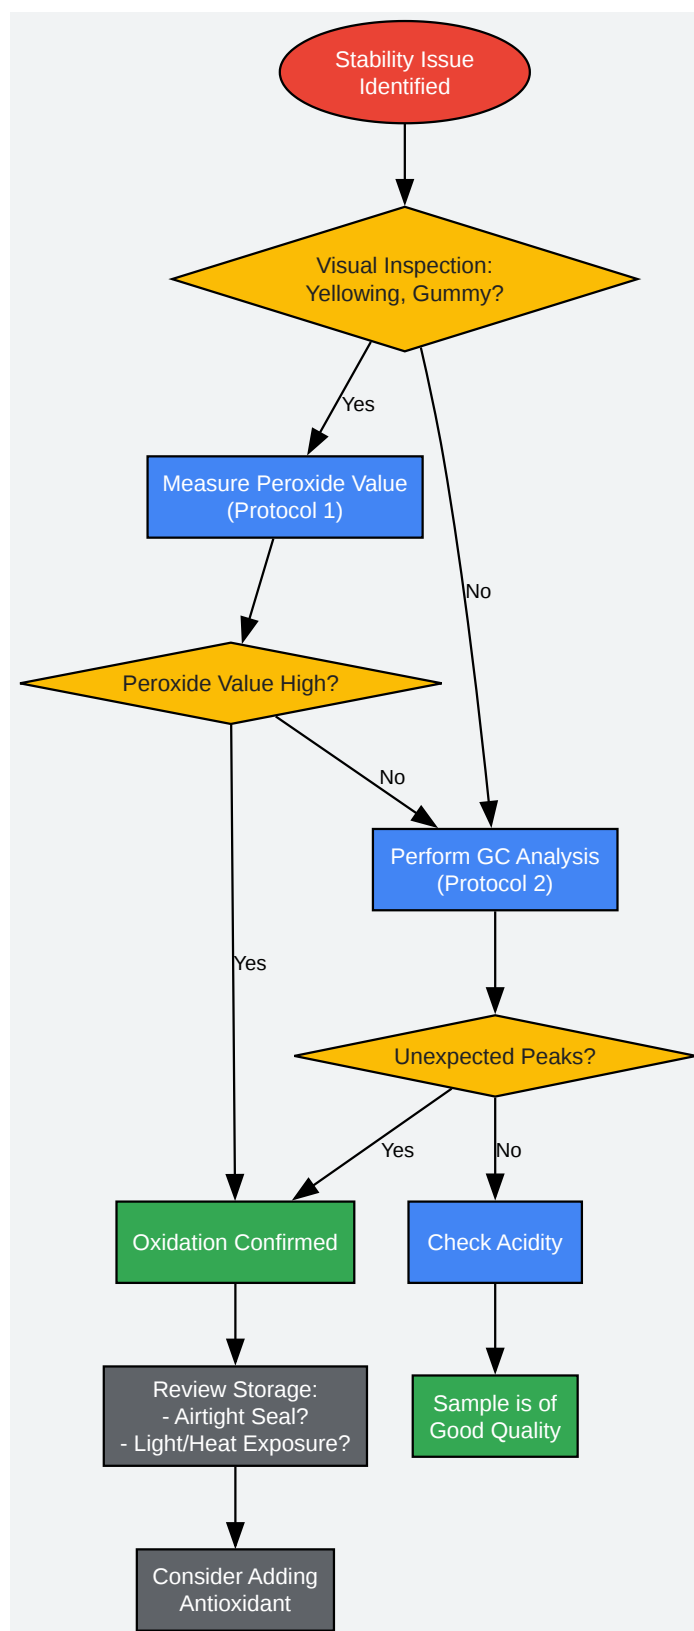 Stability Issue
Identified
Visual Inspection:
Yellowing, Gummy?
Yes
Measure Peroxide Value
(Protocol 1)
No
Peroxide Value High?
No
Perform GC Analysis
(Protocol 2)
Yes
Unexpected Peaks?
Yes
No
Oxidation Confirmed
Check Acidity
Review Storage:
- Airtight Seal?
- Light/Heat Exposure?
Sample is of
Good Quality
Consider Adding
Antioxidant